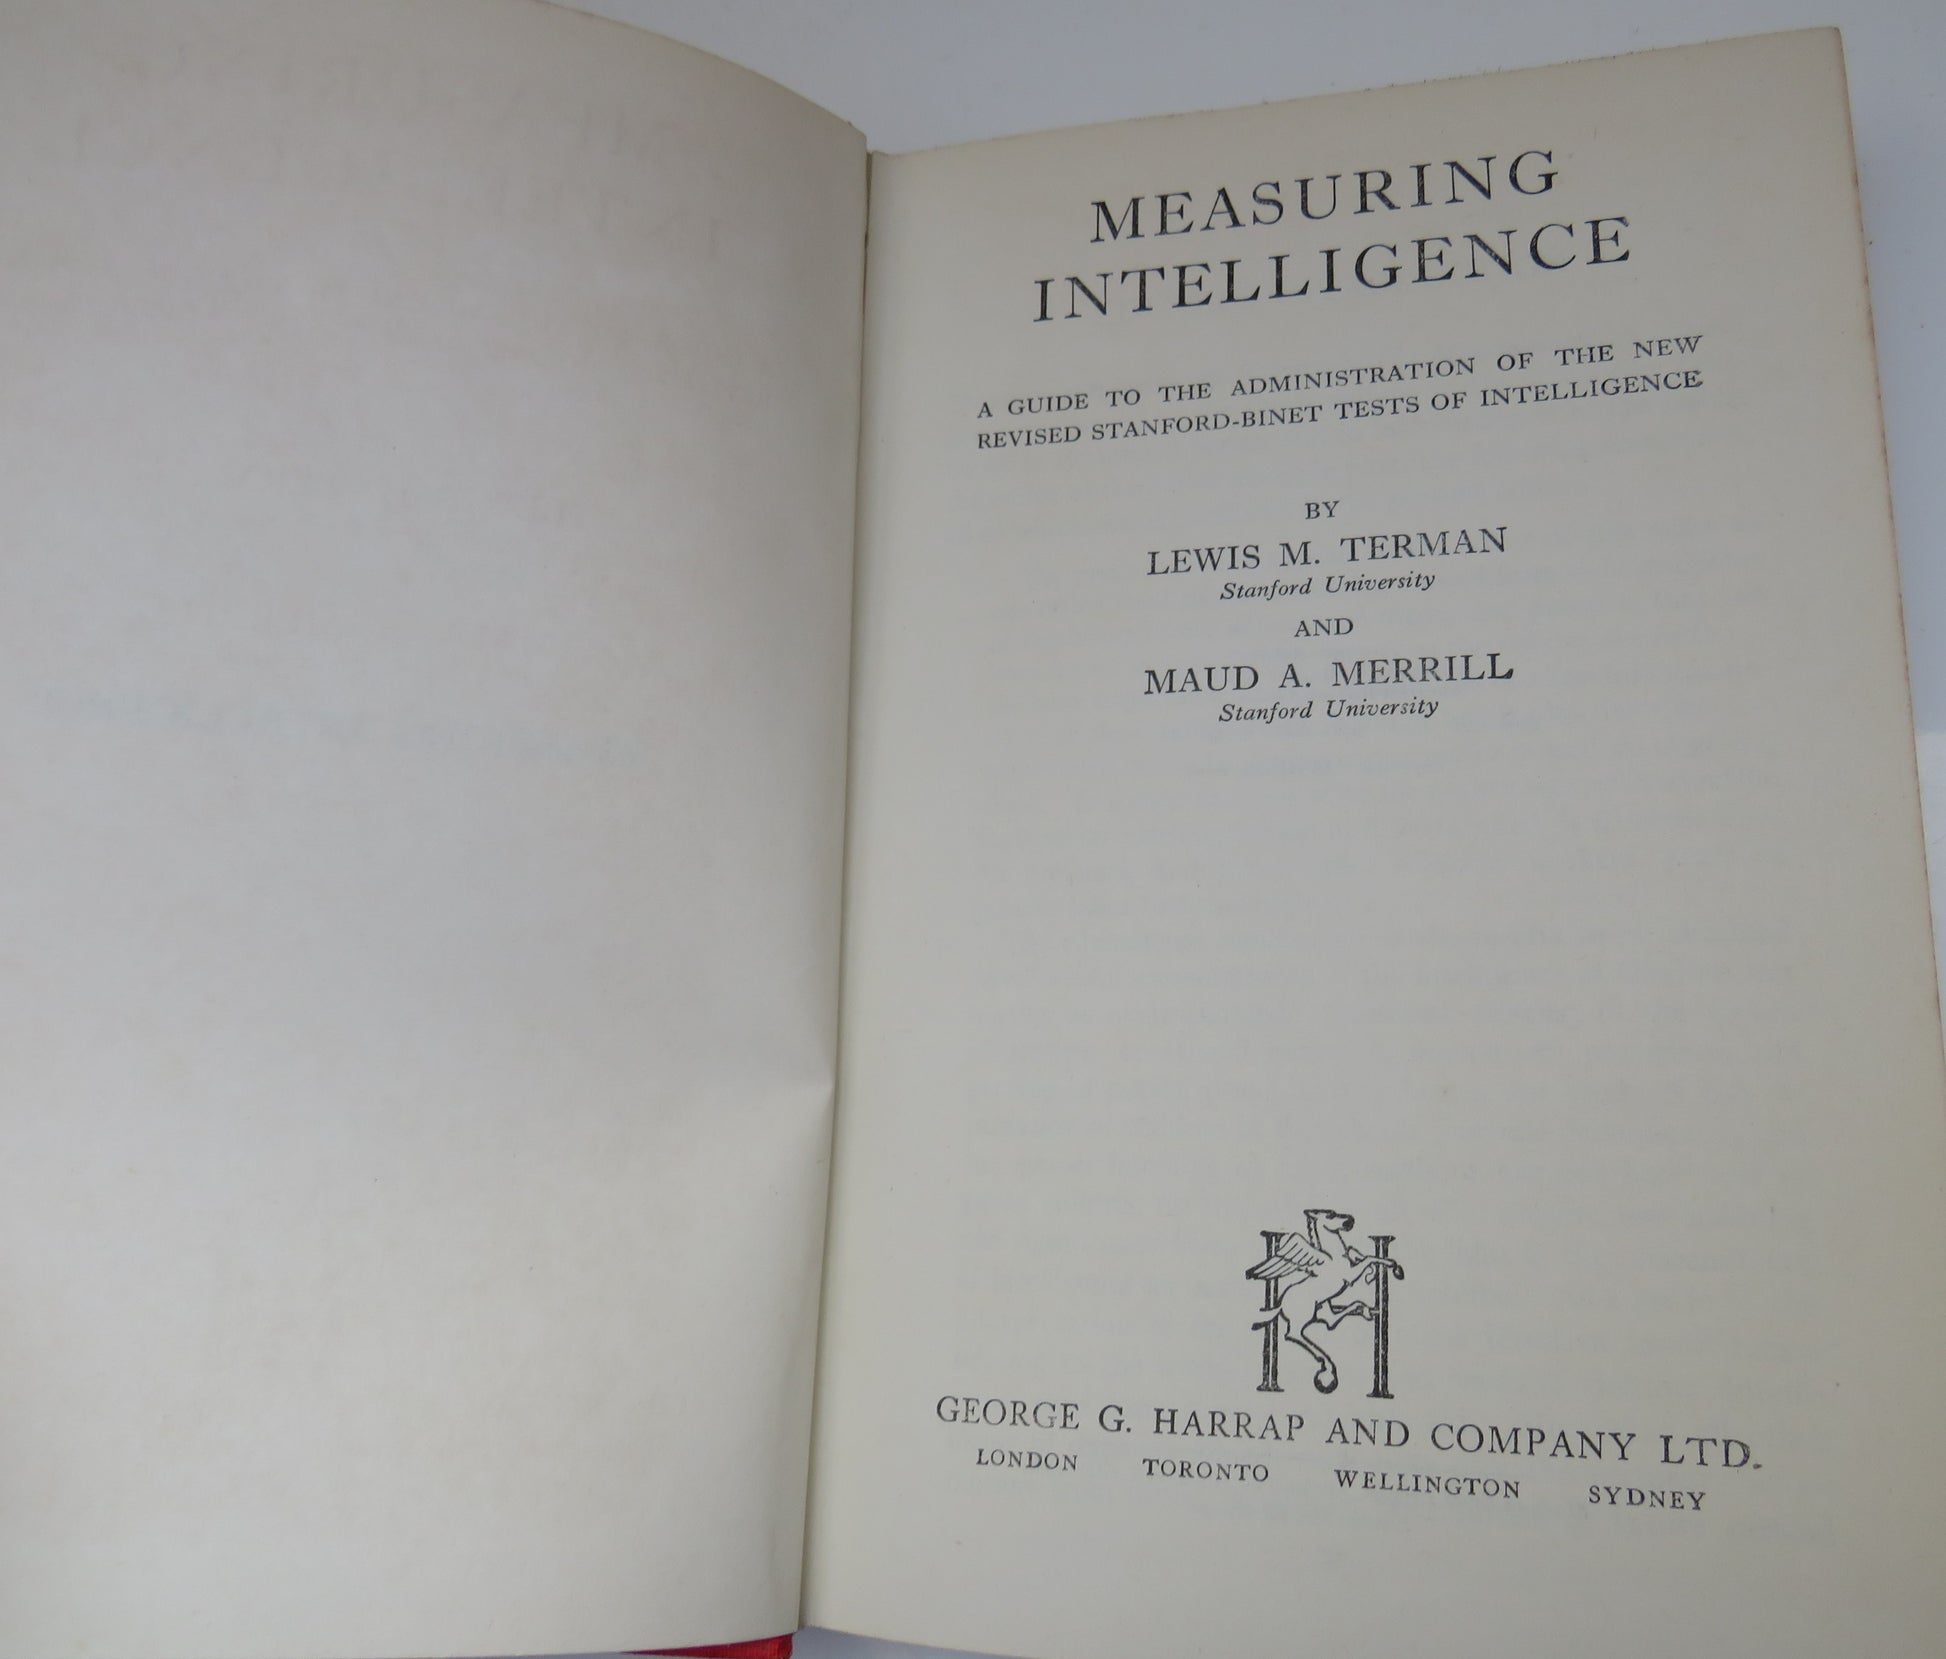 MEASURING
INTELLIGENCE
A GUIDE TO THE ADMINISTRATION OF THE NEW
REVISED STANFORD-BINET TESTS OF INTELLIGENCE
BY
LEWIS M. TERMAN
Stanford University
AND
MAUD A. MERRILL
Stanford University
H
GEORGE G. HARRAP AND COMPANY LTD.
LONDON TORONTO WELLINGTON SYDNEY